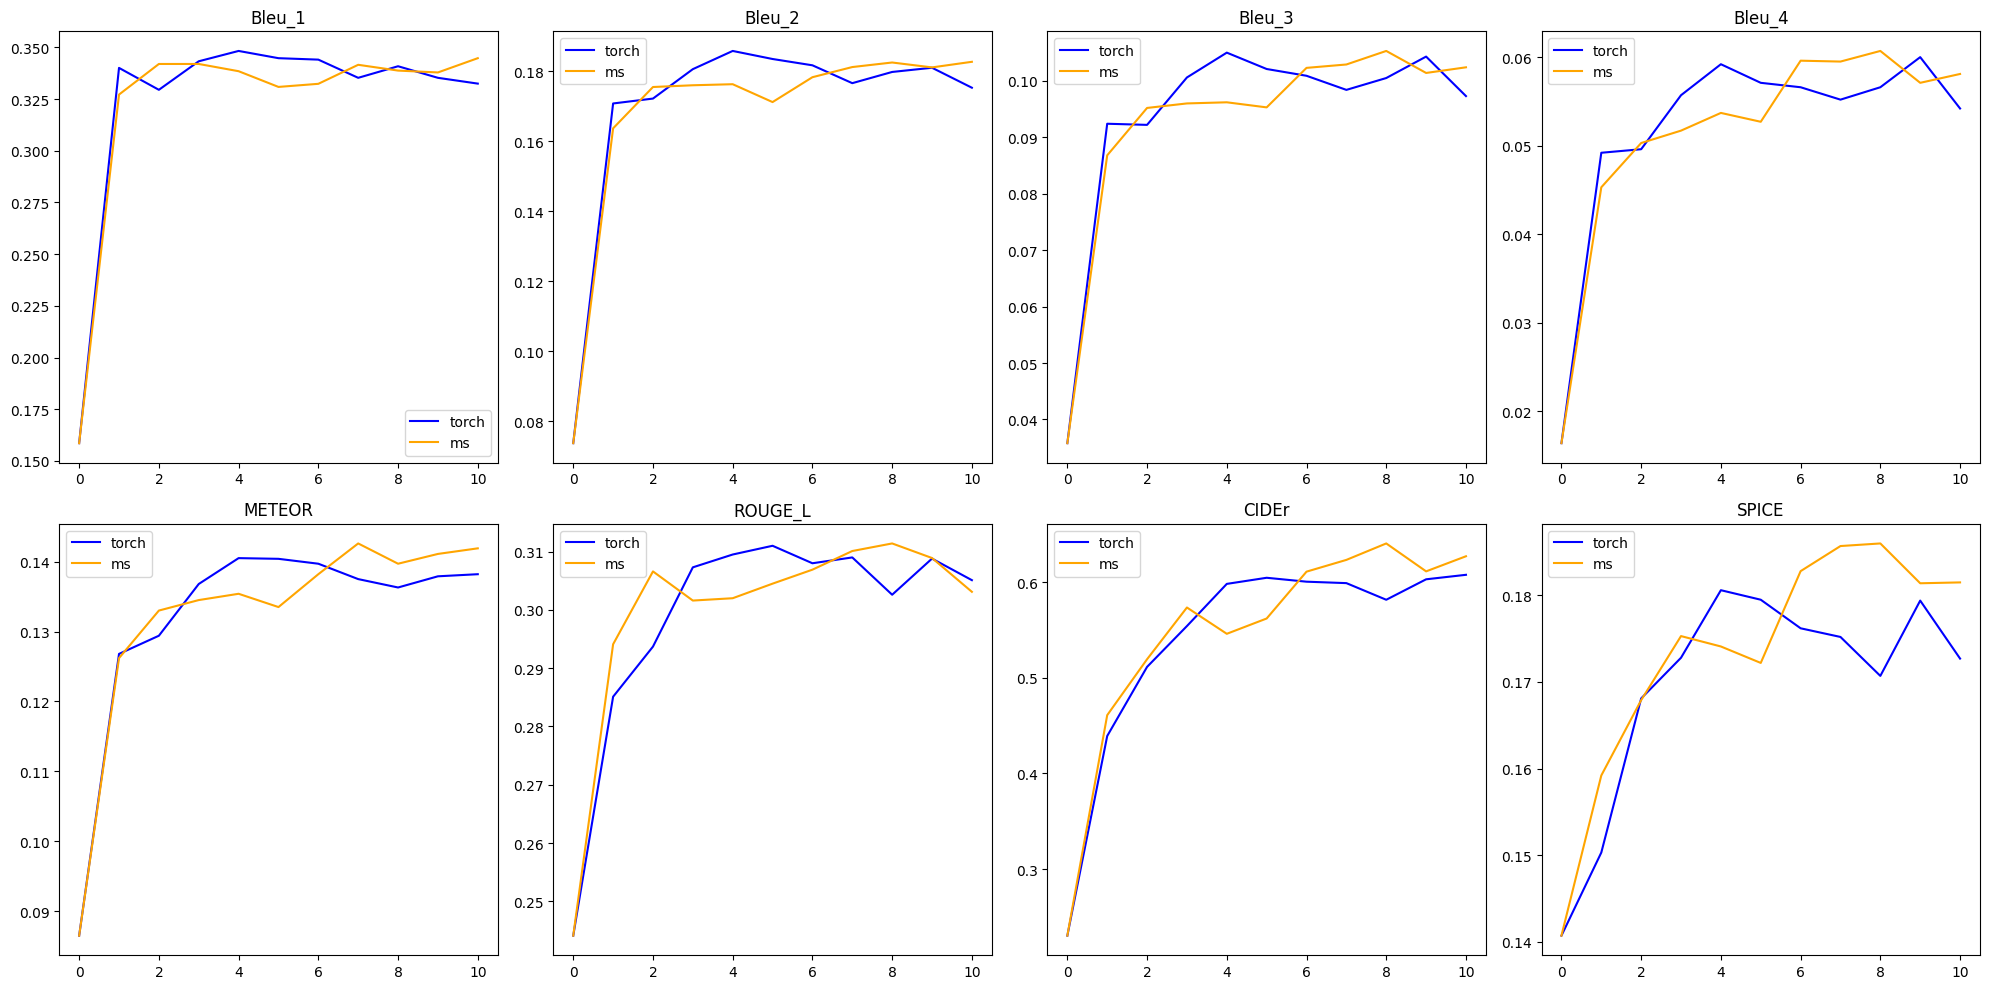 Bleu_1
0.350
0.325
0.300
0.275
0.250
0.225
0.200
0.175
0.150
torch
ms
0 2 4 6 8 10
Bleu_2
torch
ms
0.18
0.16
0.14
0.12
0.10
0.08
0 2 4 6 8 10
Bleu_3
torch
ms
0.10
0.09
0.08
0.07
0.06
0.05
0.04
0 2 4 6 8 10
Bleu_4
torch
ms
0.06
0.05
0.04
0.03
0.02
0 2 4 6 8 10
METEOR
torch
ms
0.14
0.13
0.12
0.11
0.10
0.09
0 2 4 6 8 10
ROUGE_L
torch
ms
0.31
0.30
0.29
0.28
0.27
0.26
0.25
0 2 4 6 8 10
CIDEr
torch
ms
0.6
0.5
0.4
0.3
0 2 4 6 8 10
SPICE
torch
ms
0.18
0.17
0.16
0.15
0.14
0 2 4 6 8 10